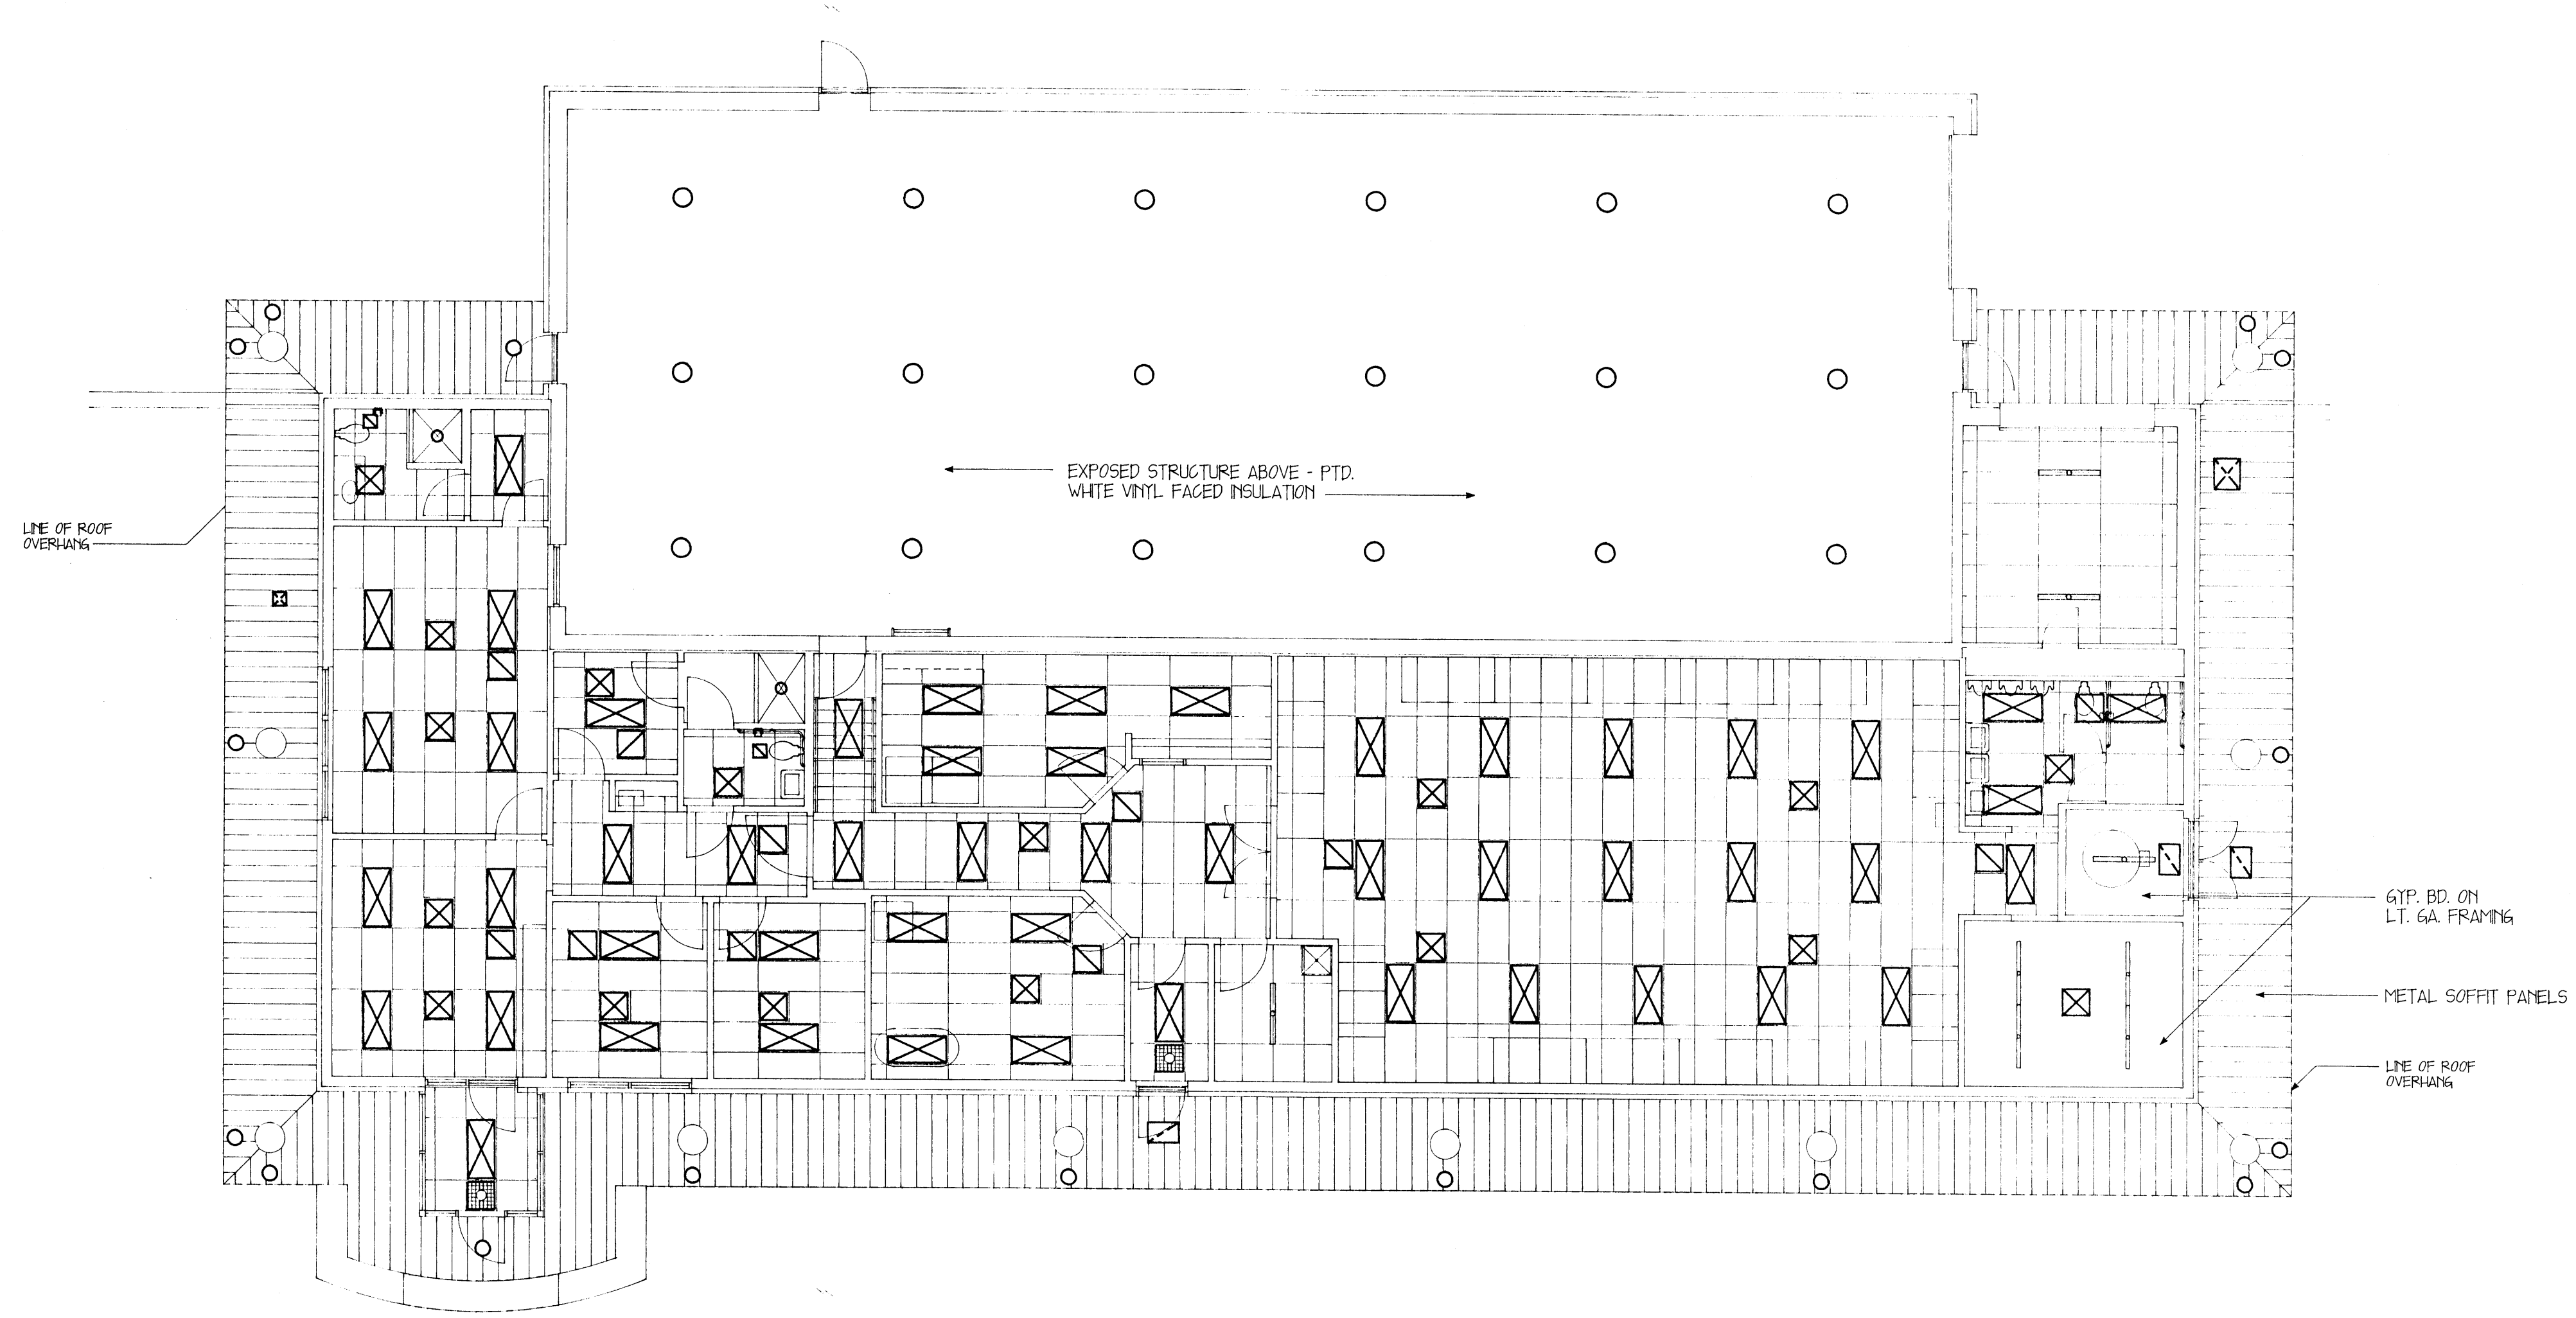 EXPOSED STRUCTURE ABOVE - PTD.
WHITE VINYL FACED INSULATION
LINE OF ROOF
OVERHANG
GYP. BD. ON
LT. GA. FRAMING
METAL SOFFIT PANELS
LINE OF ROOF
OVERHANG